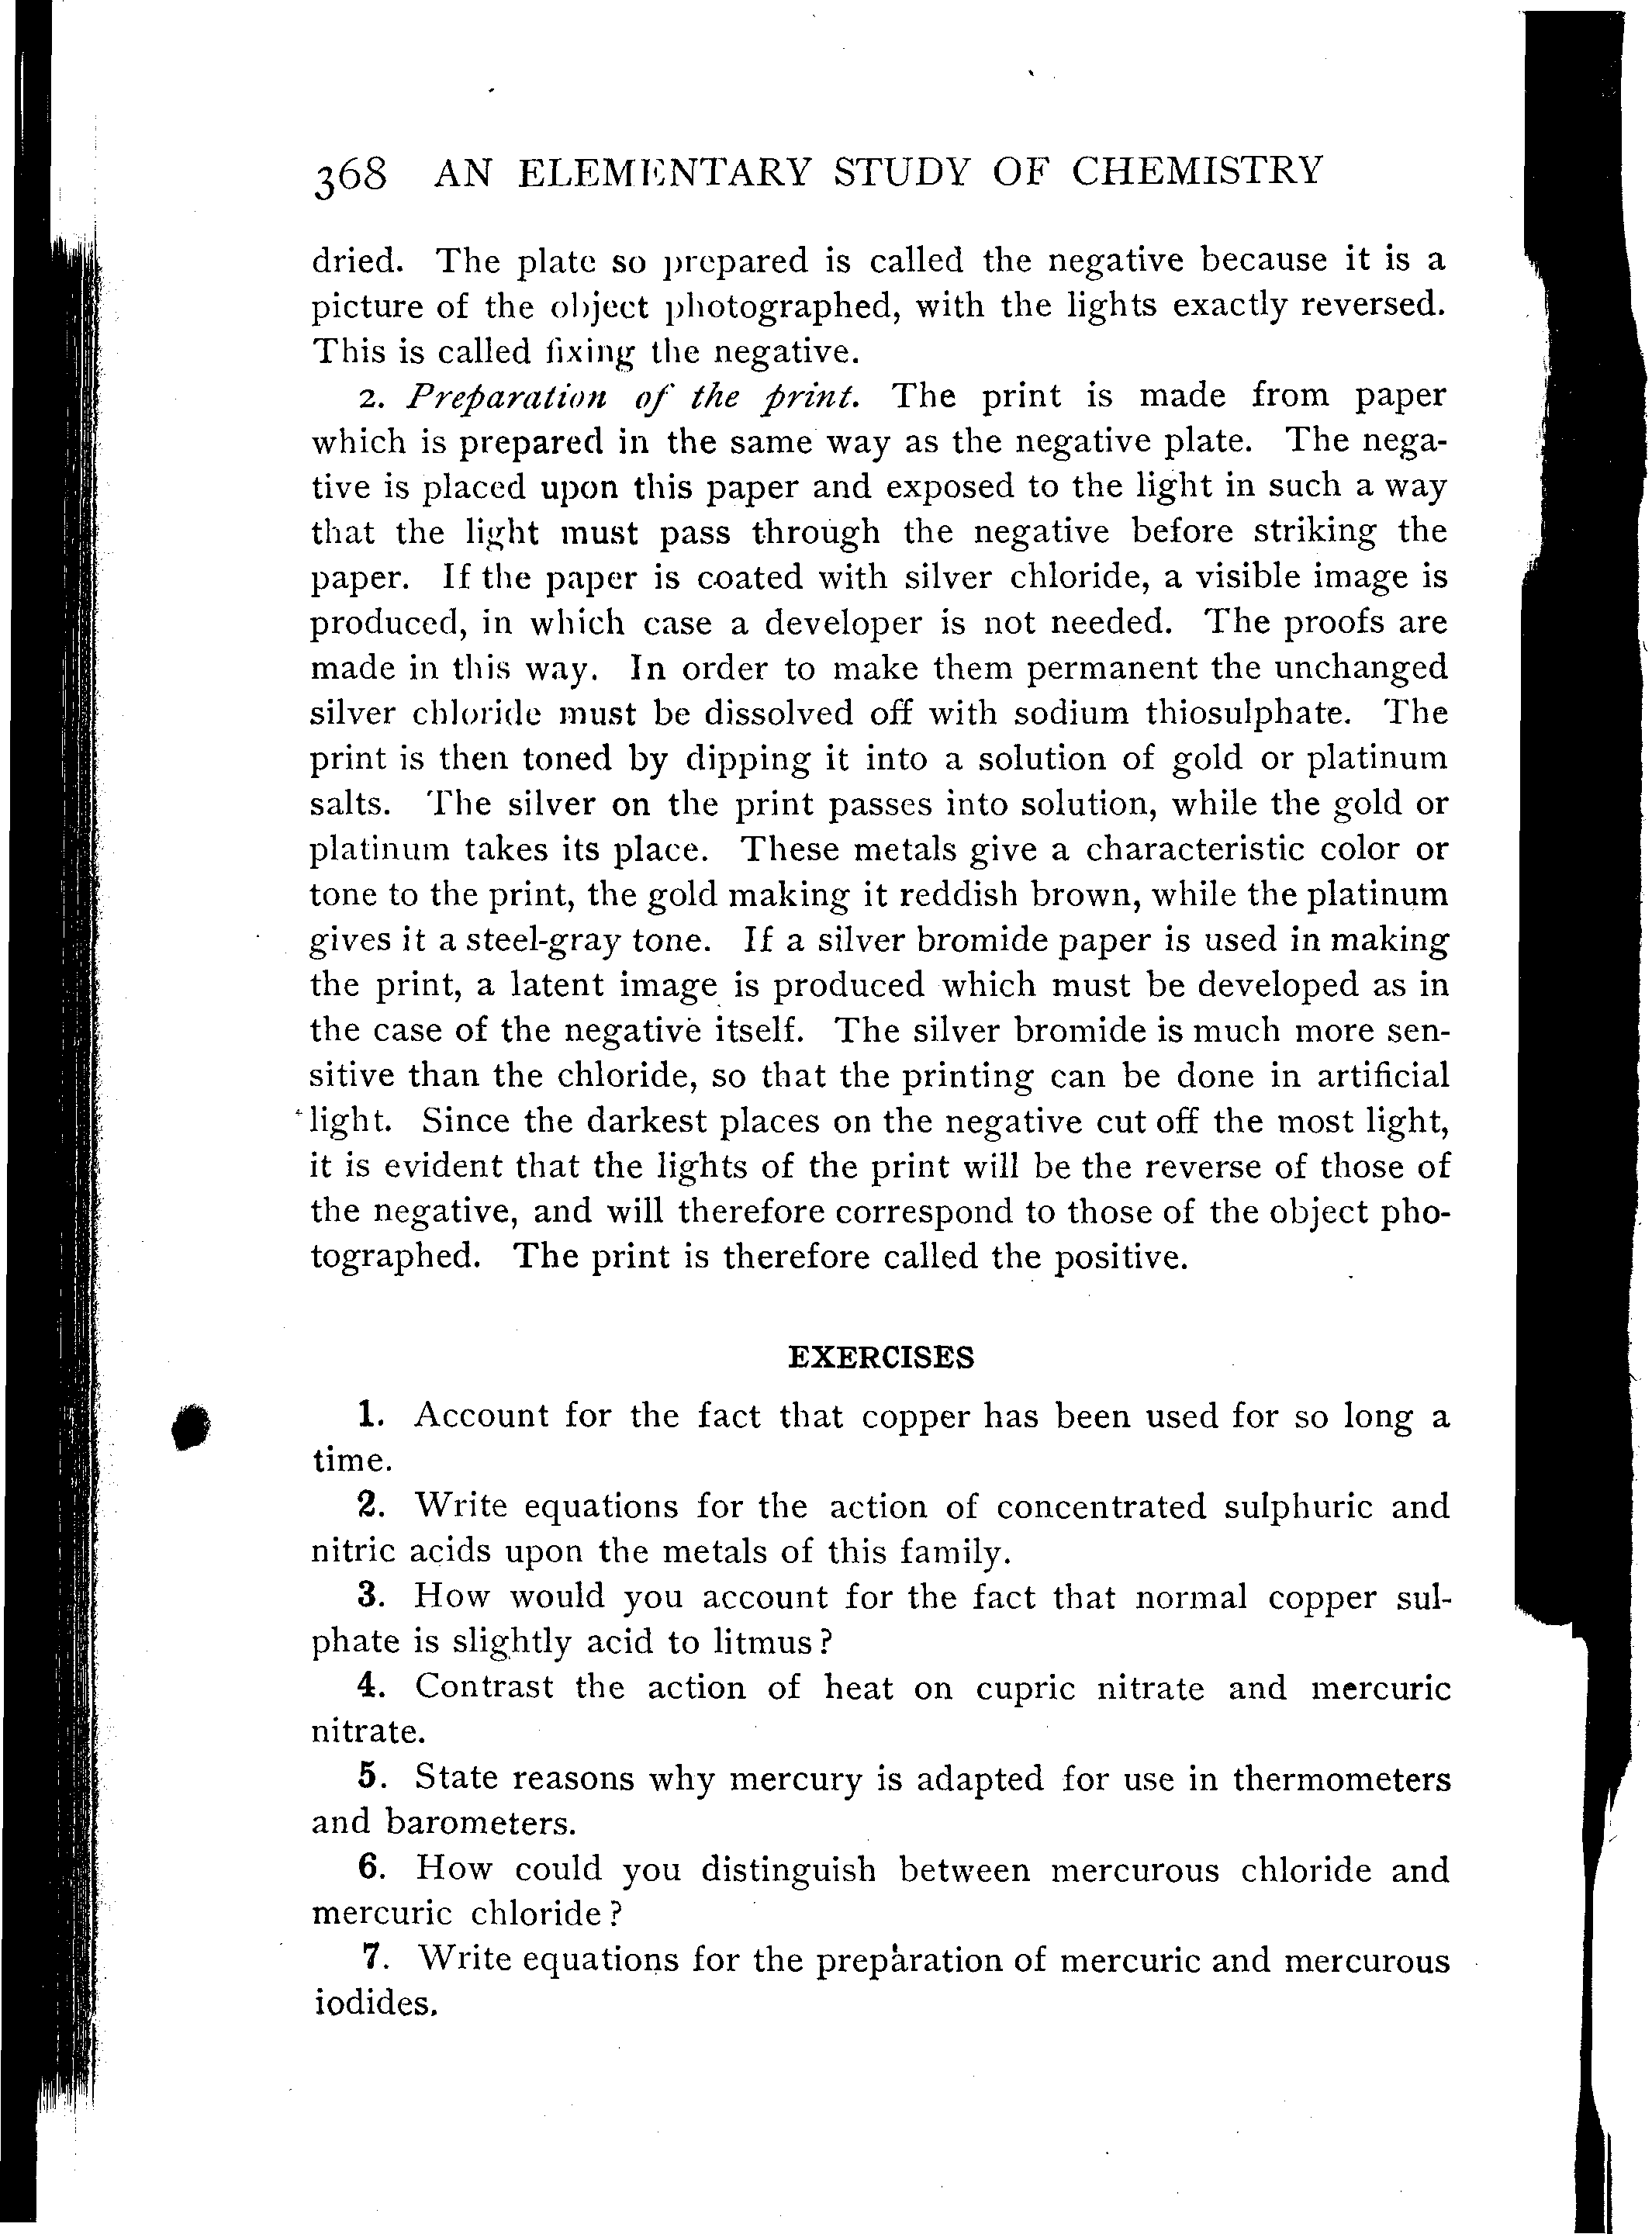 368 AN ELEMENTARY STUDY OF CHEMISTRY
dried. The plate so prepared is called the negative because it is a
picture of the object photographed, with the lights exactly reversed.
This is called fixing the negative.
2. Preparation of the print. The print is made from paper
which is prepared in the same way as the negative plate. The nega-
tive is placed upon this paper and exposed to the light in such a way
that the light must pass through the negative before striking the
paper. If the paper is coated with silver chloride, a visible image is
produced, in which case a developer is not needed. The proofs are
made in this way. In order to make them permanent the unchanged
silver chloride must be dissolved off with sodium thiosulphate. The
print is then toned by dipping it into a solution of gold or platinum
salts. The silver on the print passes into solution, while the gold or
platinum takes its place. These metals give a characteristic color or
tone to the print, the gold making it reddish brown, while the platinum
gives it a steel-gray tone. If a silver bromide paper is used in making
the print, a latent image is produced which must be developed as in
the case of the negative itself. The silver bromide is much more sen-
sitive than the chloride, so that the printing can be done in artificial
light. Since the darkest places on the negative cut off the most light,
it is evident that the lights of the print will be the reverse of those of
the negative, and will therefore correspond to those of the object pho-
tographed. The print is therefore called the positive.
EXERCISES
1. Account for the fact that copper has been used for so long a
time.
2. Write equations for the action of concentrated sulphuric and
nitric acids upon the metals of this family.
3. How would you account for the fact that normal copper sul-
phate is slightly acid to litmus?
4. Contrast the action of heat on cupric nitrate and mercuric
nitrate.
5. State reasons why mercury is adapted for use in thermometers
and barometers.
6. How could you distinguish between mercurous chloride and
mercuric chloride?
7. Write equations for the preparation of mercuric and mercurous
iodides.